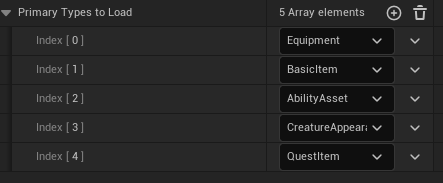 Primary Types to Load 5 Array elements
Index [ 0 ] Equipment
Index [ 1 ] BasicItem
Index [ 2 ] AbilityAsset
Index [ 3 ] CreatureAppeara
Index [ 4 ] QuestItem